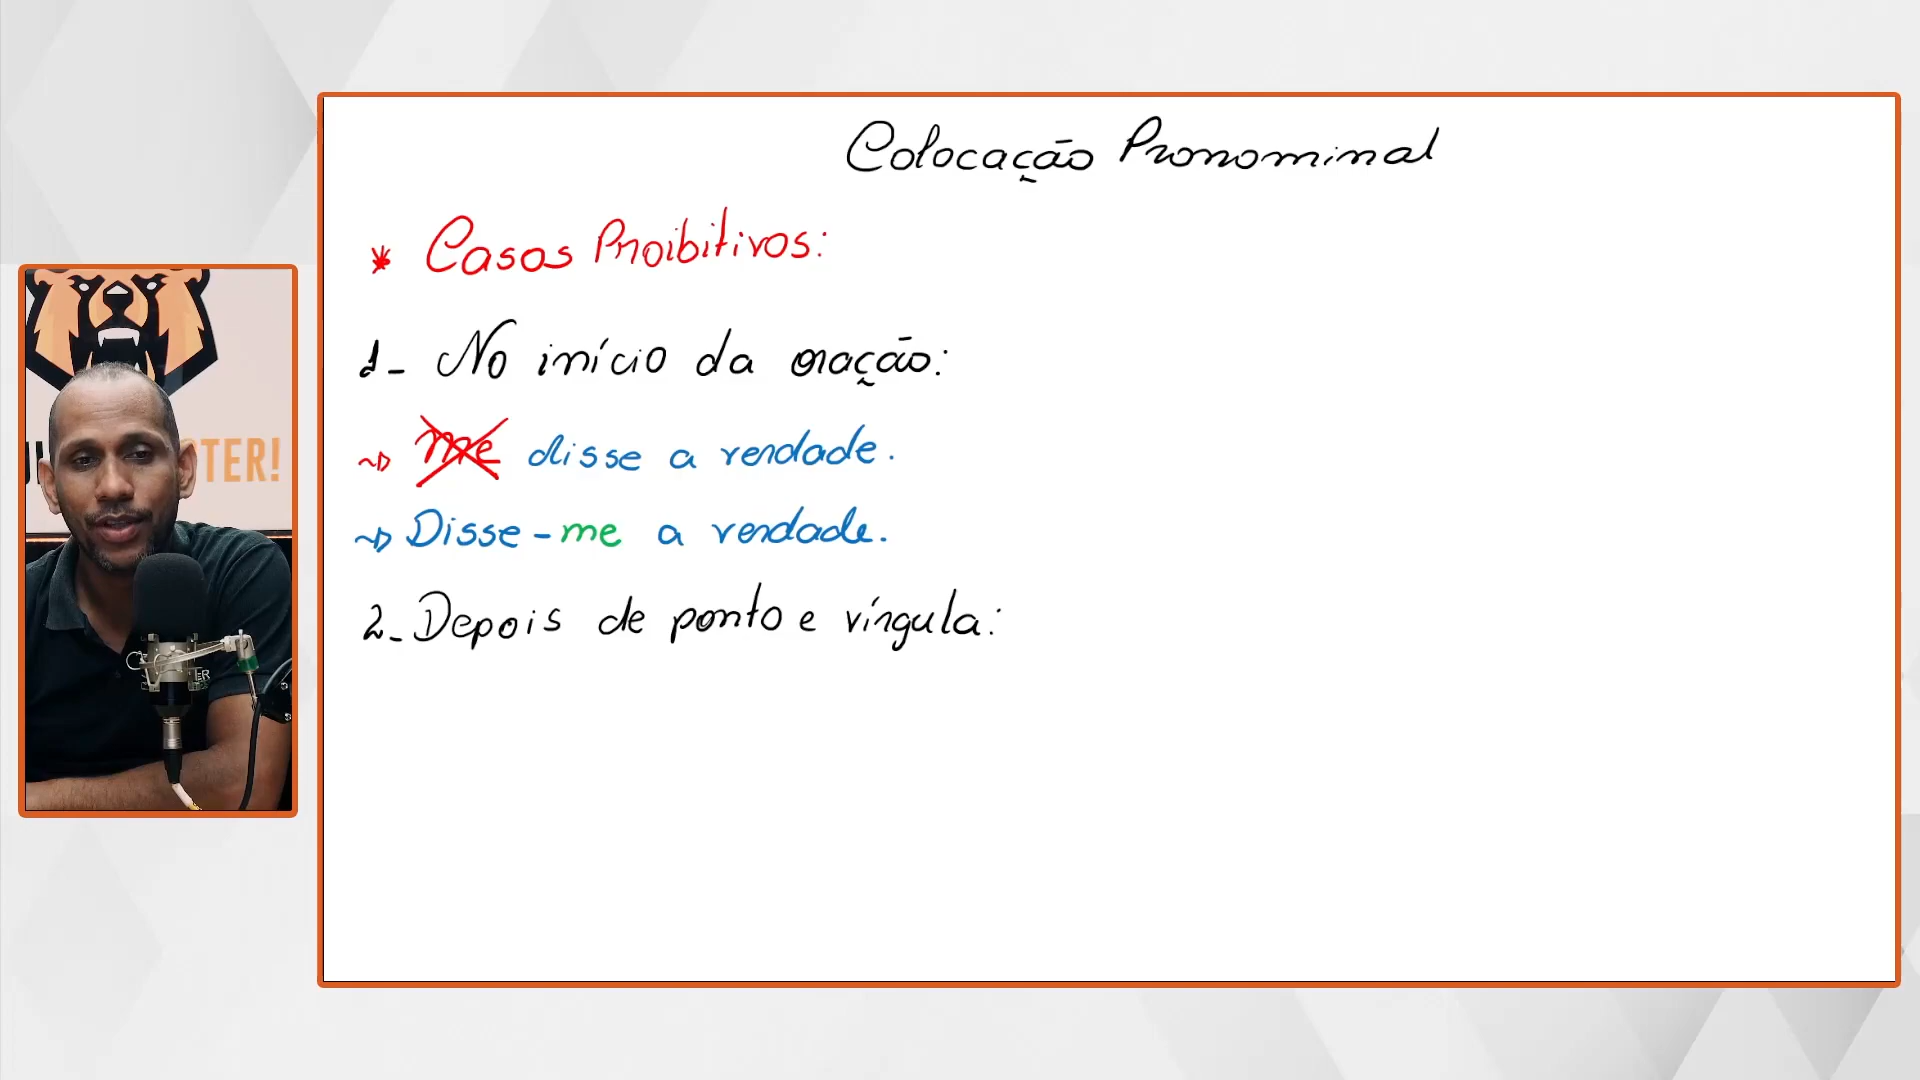 Colocação Pronominal
* Casos Proibitivos:
1- No início da oração:
~> me disse a verdade.
~> Disse-me a verdade.
2- Depois de ponto e vírgula:
TER!